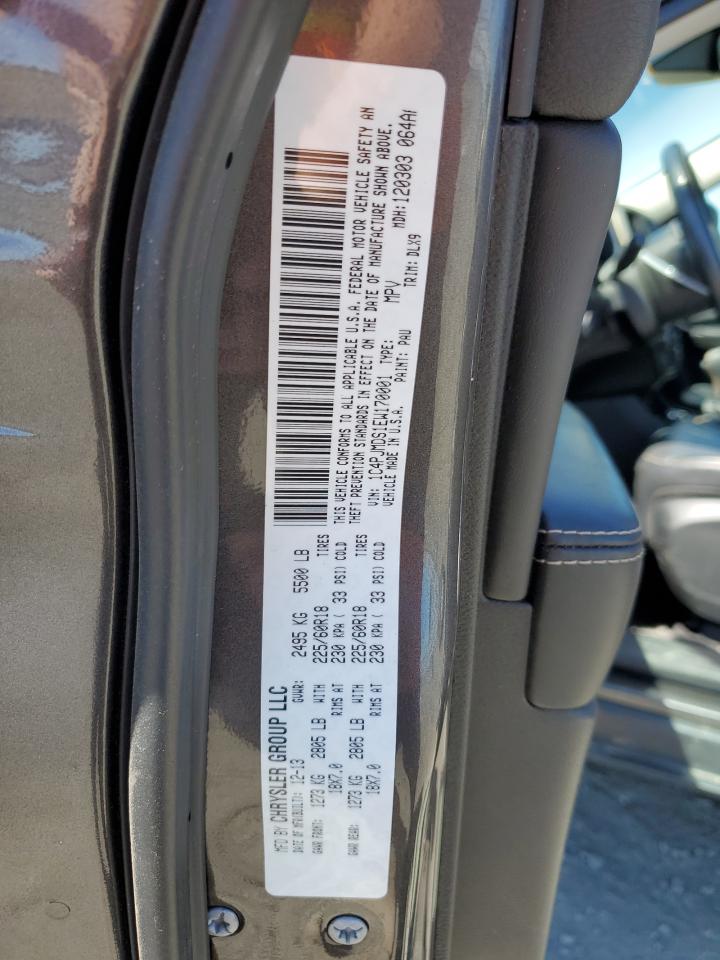 MFD BY CHRYSLER GROUP LLC
DATE OF MFR(BUILT): 12-13 GVWR: 2495 KG 5500 LB
GAWR FRONT: 1273 KG 2805 LB WITH 225/60R18 TIRES
18X7.0 RIMS AT 230 KPA ( 33 PSI) COLD
GAWR REAR: 1273 KG 2805 LB WITH 225/60R18 TIRES
18X7.0 RIMS AT 230 KPA ( 33 PSI) COLD
THIS VEHICLE CONFORMS TO ALL APPLICABLE U.S.A. FEDERAL MOTOR VEHICLE SAFETY AN
THEFT PREVENTION STANDARDS IN EFFECT ON THE DATE OF MANUFACTURE SHOWN ABOVE.
VIN: 1C4PJMDS1EW170001 TYPE: MPV MDH:120303 064A
VEHICLE MADE IN U.S.A. PAINT: PAU TRIM: DLX9